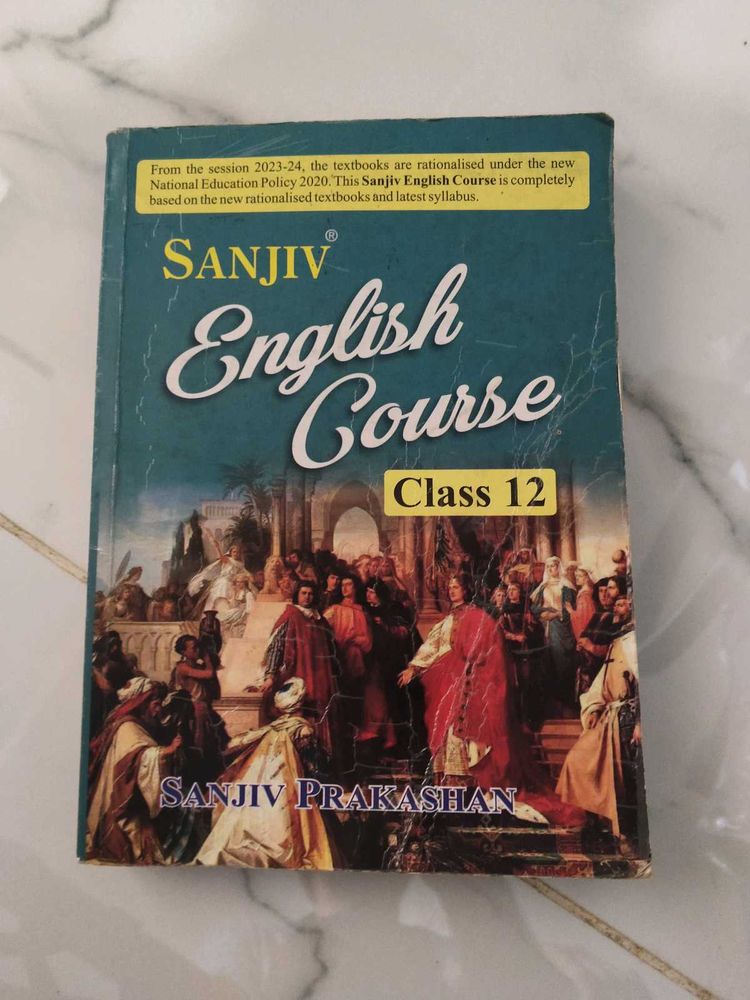 From the session 2023-24, the textbooks are rationalised under the new
National Education Policy 2020. This Sanjiv English Course is completely
based on the new rationalised textbooks and latest syllabus.
SANJIV®
English
Course
Class 12
SANJIV PRAKASHAN